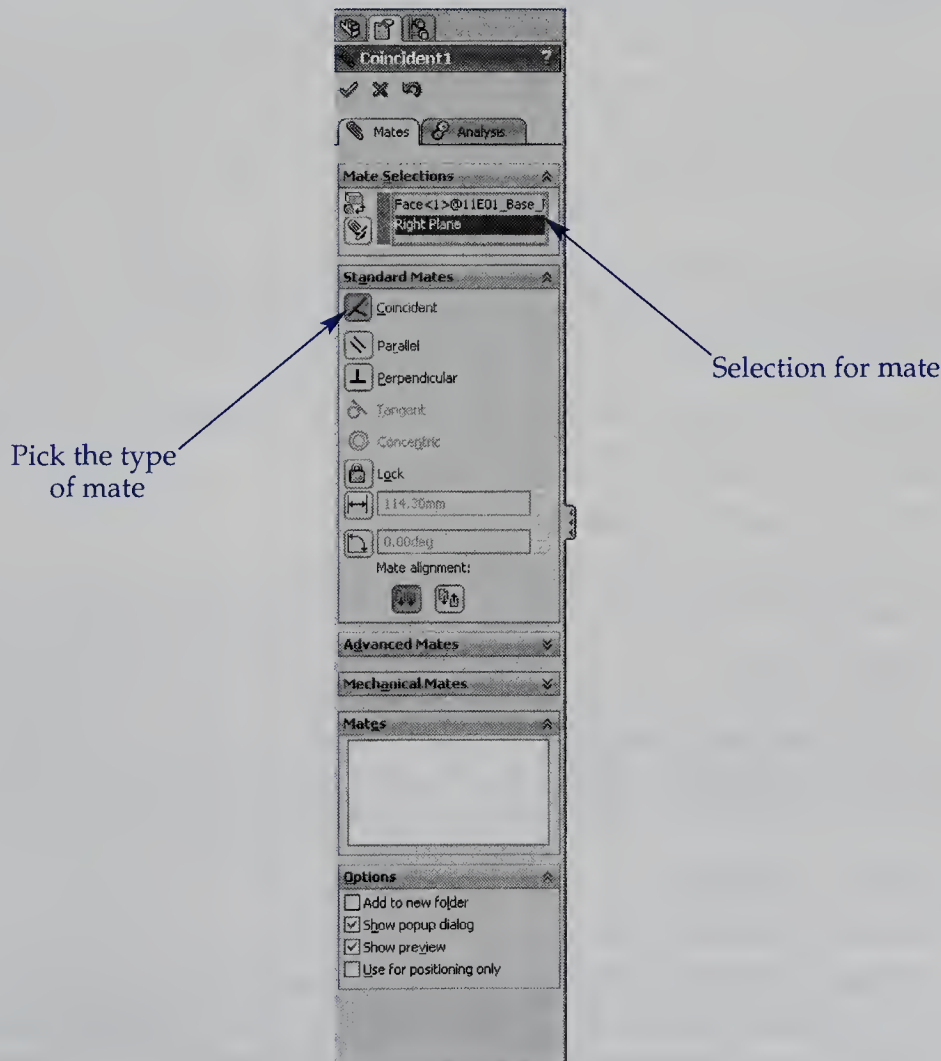 Coincident1 ?
Mates Analysis
Mate Selections
Face<1>@11E01_Base_
Right Plane
Standard Mates
Coincident
Parallel
Perpendicular
Tangent
Concentric
Lock
114.30mm
0.00deg
Mate alignment:
Advanced Mates
Mechanical Mates
Mates
Options
Add to new folder
Show popup dialog
Show preview
Use for positioning only
Pick the type
of mate
Selection for mate